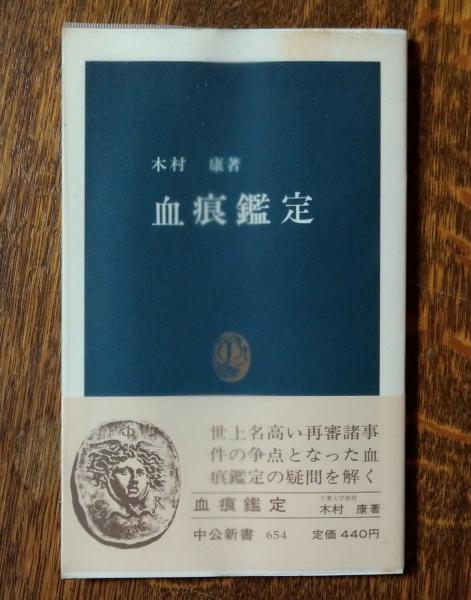 木村 康著
血痕鑑定
世上名高い再審諸事
件の争点となった血
痕鑑定の疑問を解く
血痕鑑定 千葉大学教授 木村 康著
中公新書 654 定価 440円